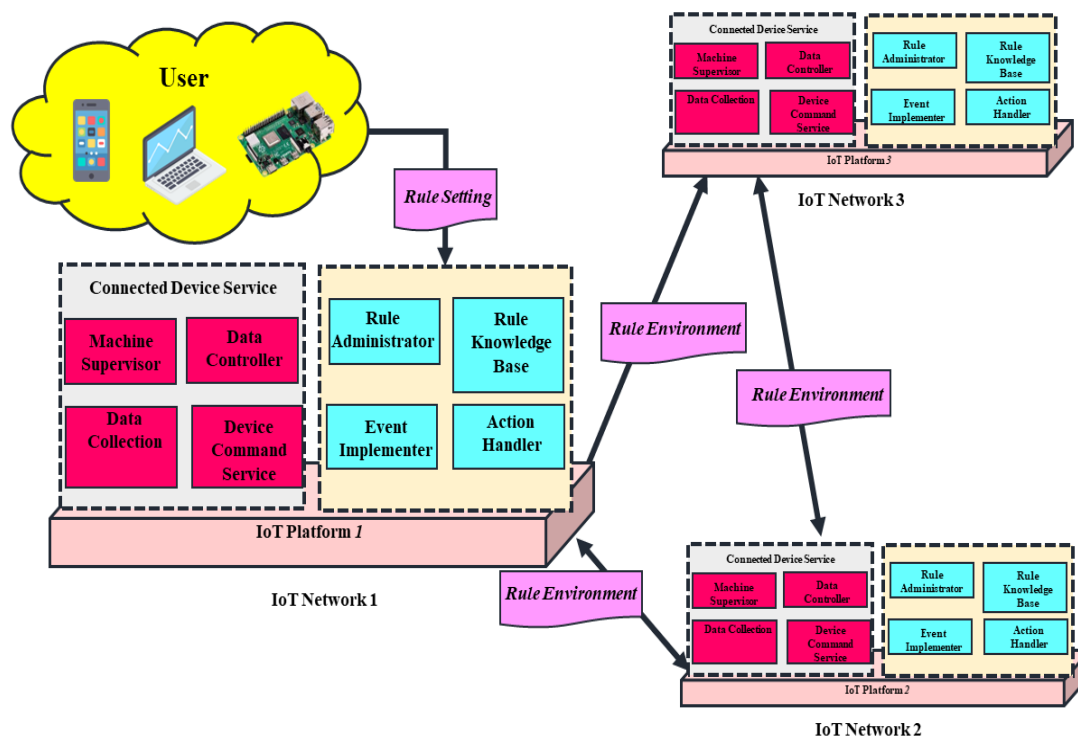 User
Rule Setting
Connected Device Service
Machine
Supervisor
Data
Controller
Data
Collection
Device
Command
Service
Rule
Administrator
Rule
Knowledge
Base
Event
Implementer
Action
Handler
IoT Platform 1
IoT Network 1
Rule Environment
Rule Environment
Rule Environment
Connected Device Service
Machine
Supervisor
Data
Controller
Data Collection
Device
Command
Service
Rule
Administrator
Rule
Knowledge
Base
Event
Implementer
Action
Handler
IoT Platform 3
IoT Network 3
Connected Device Service
Machine
Supervisor
Data
Controller
Data Collection
Device
Command
Service
Rule
Administrator
Rule
Knowledge
Base
Event
Implementer
Action
Handler
IoT Platform 2
IoT Network 2